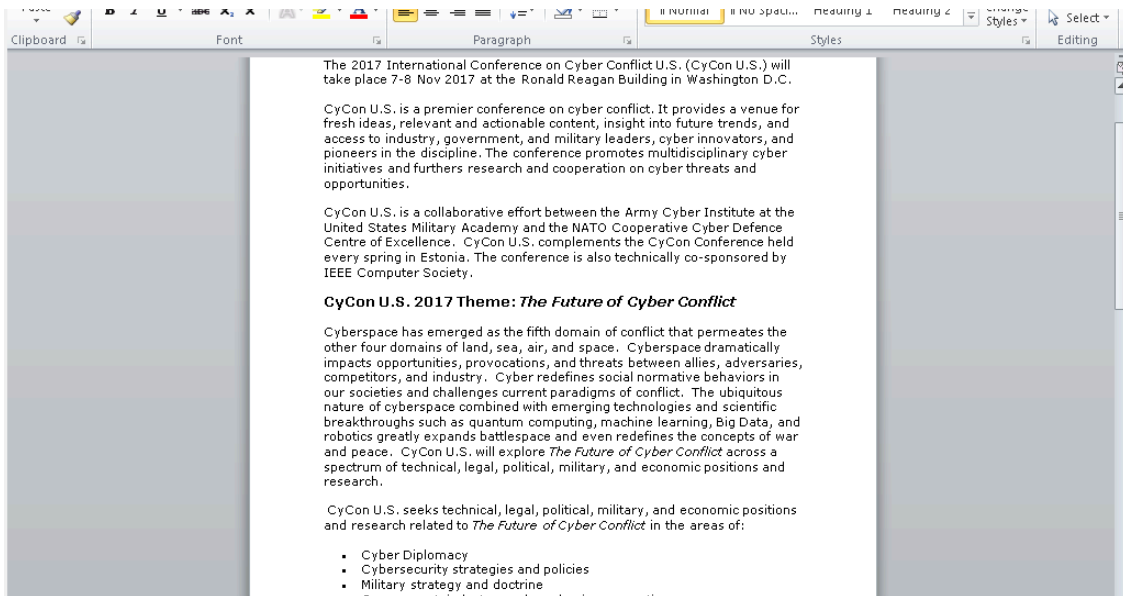 Styles
Select
Clipboard
Font
Paragraph
Styles
Editing
The 2017 International Conference on Cyber Conflict U.S. (CyCon U.S.) will
take place 7-8 Nov 2017 at the Ronald Reagan Building in Washington D.C.
CyCon U.S. is a premier conference on cyber conflict. It provides a venue for
fresh ideas, relevant and actionable content, insight into future trends, and
access to industry, government, and military leaders, cyber innovators, and
pioneers in the discipline. The conference promotes multidisciplinary cyber
initiatives and furthers research and cooperation on cyber threats and
opportunities.
CyCon U.S. is a collaborative effort between the Army Cyber Institute at the
United States Military Academy and the NATO Cooperative Cyber Defence
Centre of Excellence.  CyCon U.S. complements the CyCon Conference held
every spring in Estonia. The conference is also technically co-sponsored by
IEEE Computer Society.
CyCon U.S. 2017 Theme: The Future of Cyber Conflict
Cyberspace has emerged as the fifth domain of conflict that permeates the
other four domains of land, sea, air, and space.  Cyberspace dramatically
impacts opportunities, provocations, and threats between allies, adversaries,
competitors, and industry.  Cyber redefines social normative behaviors in
our societies and challenges current paradigms of conflict.  The ubiquitous
nature of cyberspace combined with emerging technologies and scientific
breakthroughs such as quantum computing, machine learning, Big Data, and
robotics greatly expands battlespace and even redefines the concepts of war
and peace.  CyCon U.S. will explore The Future of Cyber Conflict across a
spectrum of technical, legal, political, military, and economic positions and
research.
CyCon U.S. seeks technical, legal, political, military, and economic positions
and research related to The Future of Cyber Conflict in the areas of:
• Cyber Diplomacy
• Cybersecurity strategies and policies
• Military strategy and doctrine